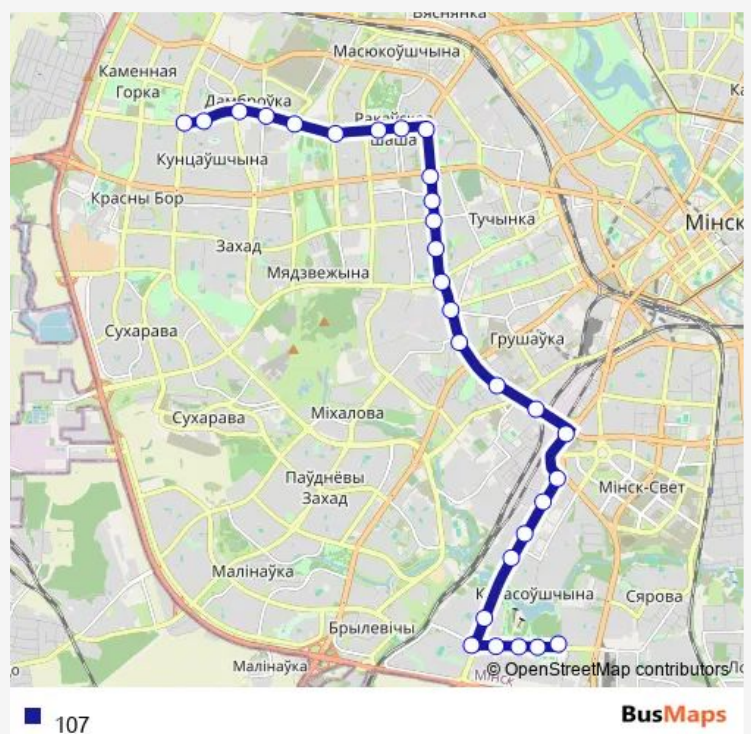 Вяснянка
Масюкоўшчына
Каменная
Горка
Дамброўка
Ракаўская
шаша
Кунцаўшчына
Красны Бор
Тучынка
Мінск
Захад
Мядзвежына
Сухарава
Грушаўка
Сухарава
Міхалова
Паўднёвы
Захад
Мінск-Свет
Малінаўка
Сярова
Брылевічы
Малінаўка
© OpenStreetMap contributors
107
BusMaps